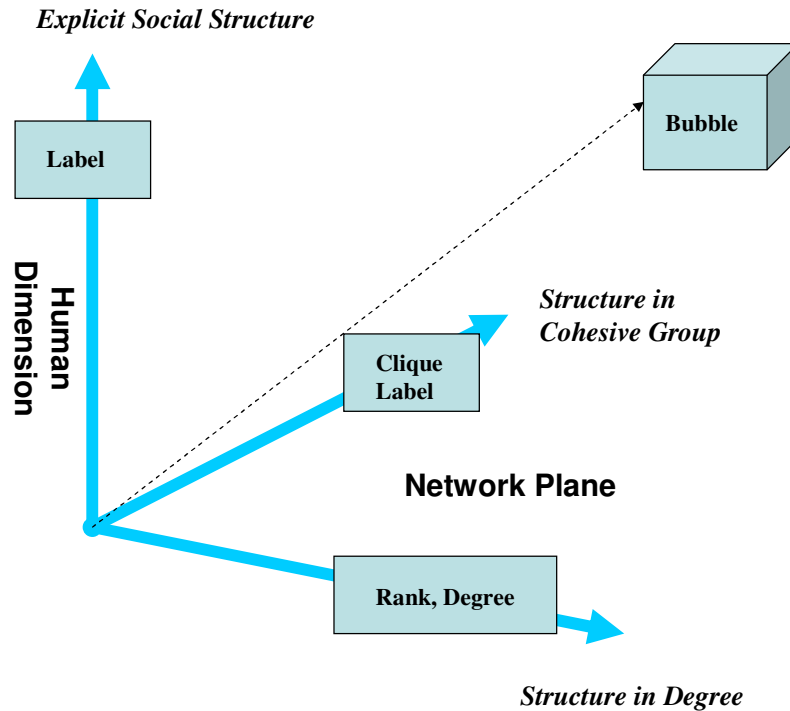 Explicit Social Structure
Label
Bubble
Human
Dimension
Structure in
Cohesive Group
Clique
Label
Network Plane
Rank, Degree
Structure in Degree